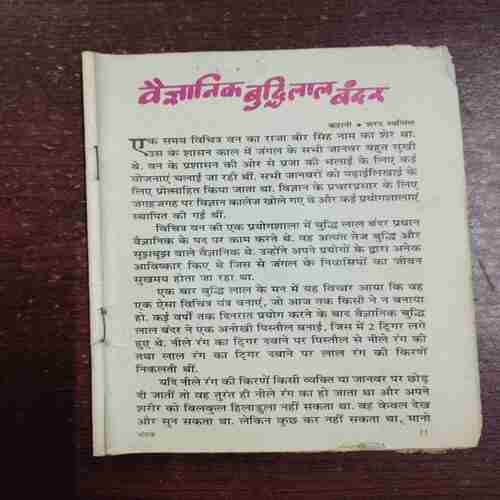 वैज्ञानिक बुद्धिलाल बंदर
कहानी • शरद
एक समय विचित्र वन का राजा बीर सिंह नाम का शेर था.
उस के शासन काल में जंगल के सभी जानवर बहुत सुखी
थे. वन के प्रशासन की ओर से प्रजा की भलाई के लिए कई
योजनाएं चलाई जा रही थीं. सभी जानवरों को पढ़ाईलिखाई के
लिए प्रोत्साहित किया जाता था. विज्ञान के प्रचारप्रसार के लिए
जगहजगह पर विज्ञान कालेज खोले गए थे और कई प्रयोगशालाएं
स्थापित की गई थीं.
विचित्र वन की एक प्रयोगशाला में बुद्धि लाल बंदर प्रधान
वैज्ञानिक के पद पर काम करते थे. वह अत्यंत तेज बुद्धि और
सूझबूझ वाले वैज्ञानिक थे. उन्होंने अपने प्रयोगों के द्वारा अनेक
आविष्कार किए थे जिस से जंगल के निवासियों का जीवन
सुखमय होता जा रहा था.
एक बार बुद्धि लाल के मन में यह विचार आया कि वह
एक ऐसा विचित्र यंत्र बनाएं, जो आज तक किसी ने न बनाया
हो. कई वर्षों तक दिनरात प्रयोग करने के बाद वैज्ञानिक बुद्धि
लाल बंदर ने एक अनोखी पिस्तौल बनाई, जिस में 2 ट्रिगर लगे
हुए थे. नीले रंग का ट्रिगर दबाने पर पिस्तौल से नीले रंग की
तथा लाल रंग का ट्रिगर दबाने पर लाल रंग की किरणें
निकलती थीं.
यदि नीले रंग की किरणें किसी व्यक्ति या जानवर पर छोड़
दी जातीं तो वह तुरंत ही नीले रंग का हो जाता था और अपने
शरीर को बिलकुल हिलाडुला नहीं सकता था. वह केवल देख
और सुन सकता था. लेकिन कुछ कर नहीं सकता था, मानो
चंपक
11